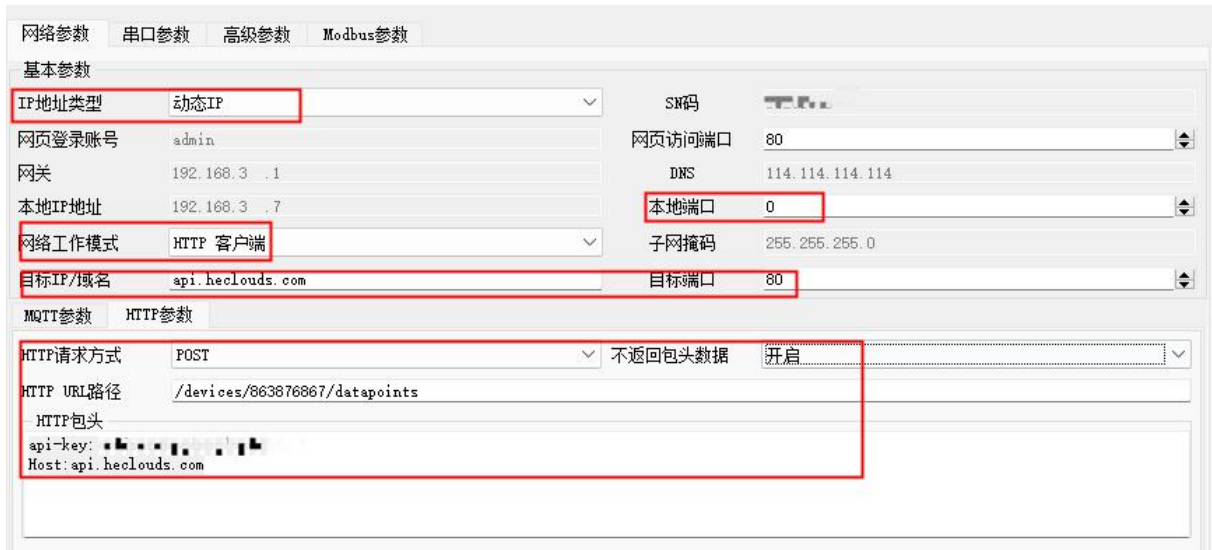 网络参数 串口参数 高级参数 Modbus参数
基本参数
IP地址类型 动态IP SN码
网页登录账号 admin 网页访问端口 80
网关 192.168.3 .1 DNS 114.114.114.114
本地IP地址 192.168.3 .7 本地端口 0
网络工作模式 HTTP 客户端 子网掩码 255.255.255.0
目标IP/域名 api.heclouds.com 目标端口 80
MQTT参数 HTTP参数
HTTP请求方式 POST 不返回包头数据 开启
HTTP URL路径 /devices/863876867/datapoints
HTTP包头
api-key:
Host:api.heclouds.com